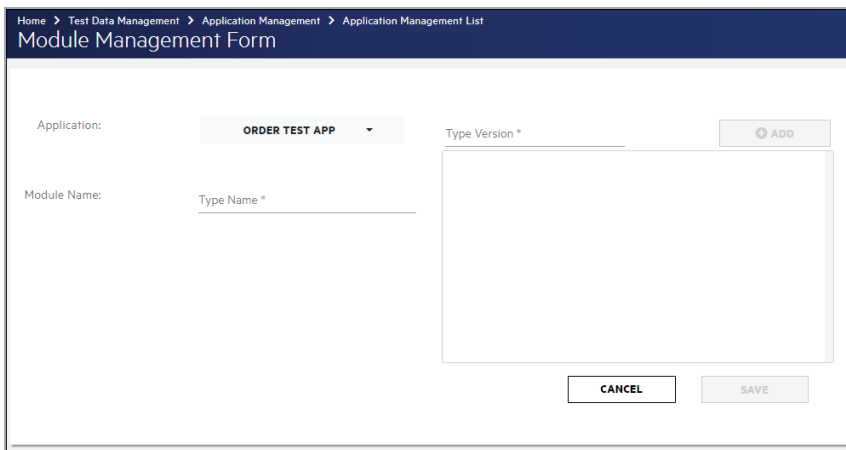 Home > Test Data Management > Application Management > Application Management List
Module Management Form
Application:
ORDER TEST APP
Type Version *
ADD
Module Name:
Type Name *
CANCEL
SAVE